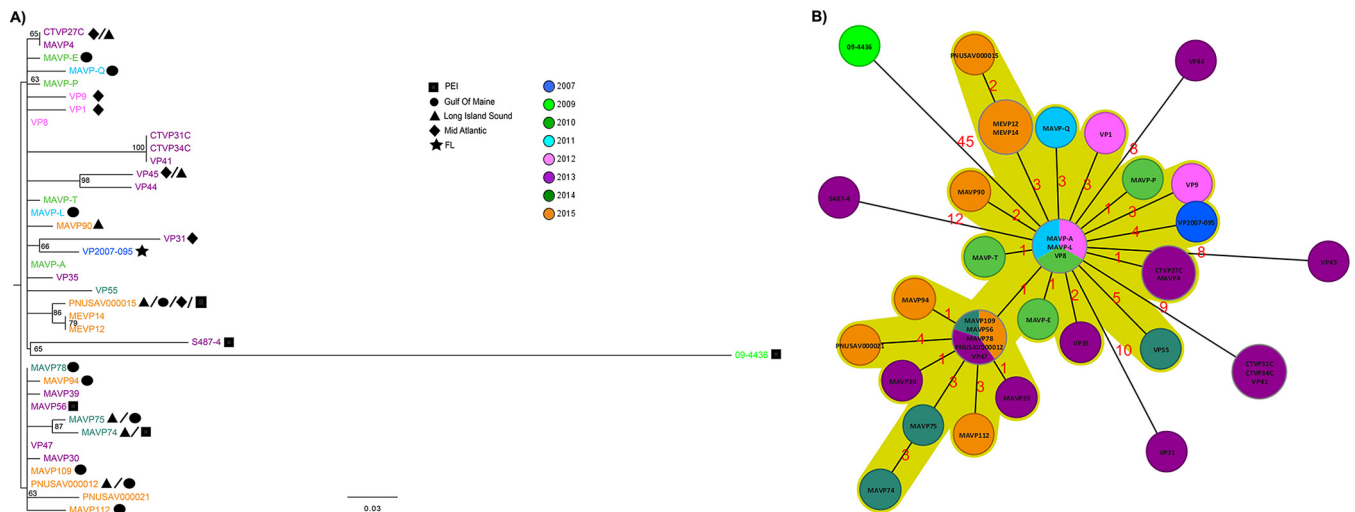 A)
65
CTVP27C
/
MAVP4
MAVP-E
MAVP-Q
63
MAVP-P
VP9
VP1
VP8
CTVP31C
100
CTVP34C
VP41
VP45
/
98
VP44
MAVP-T
MAVP-L
MAVP90
VP31
66
VP2007-095
MAVP-A
VP35
VP55
PNUSAV000015
/ / /
86
MEVP14
79
MEVP12
S487-4
65
09-4436
MAVP78
MAVP94
MAVP39
MAVP56
MAVP75
/
87
MAVP74
/
VP47
MAVP30
MAVP109
PNUSAV000012
/
63
PNUSAV000021
MAVP112
0.03
PEI
Gulf Of Maine
Long Island Sound
Mid Atlantic
FL
2007
2009
2010
2011
2012
2013
2014
2015
B)
09-4436
PNUSAV000015
VP44
2
MEVP12
MEVP14
MAVP-Q
VP1
45
8
MAVP-P
VP9
3
3
3
1
3
MAVP90
S487-4
2
12
4
VP2007-095
MAVP-A
MAVP-L
VP8
8
VP45
MAVP-T
1
1
CTVP27C
MAVP4
1
1
2
5
9
MAVP94
MAVP-E
1
MAVP109
MAVP56
MAVP78
PNUSAV000012
VP47
VP35
10
VP55
PNUSAV000021
4
1
1
CTVP31C
CTVP34C
VP41
MAVP30
3
3
MAVP39
MAVP75
MAVP112
VP31
3
MAVP74